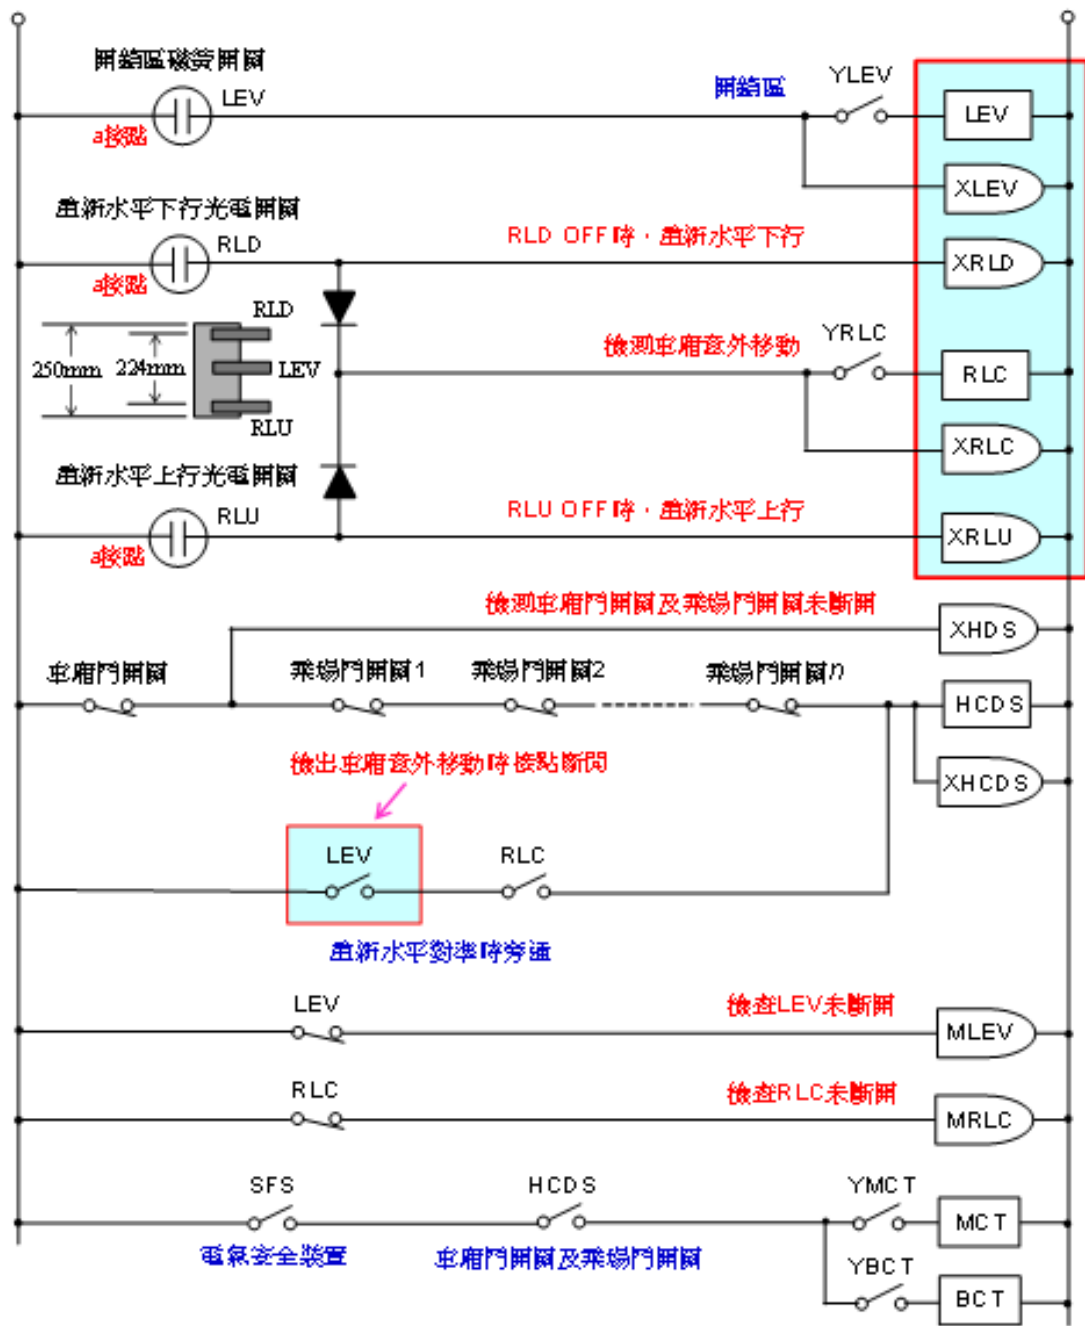 開鎖區磁簧開關
LEV
a接點
開鎖區
YLEV
LEV
XLEV
重新水平下行光電開關
RLD
a接點
RLD OFF時，重新水平下行
XRLD
RLD
250mm
224mm
LEV
RLU
檢測車廂意外移動
YRLC
RLC
XRLC
重新水平上行光電開關
RLU
a接點
RLU OFF時，重新水平上行
XRLU
檢測車廂門開關及乘場門開關未斷開
XHDS
車廂門開關
乘場門開關1
乘場門開關2
乘場門開關n
HCDS
XHCDS
檢出車廂意外移動時接點斷開
LEV
RLC
重新水平對準時旁通
LEV
檢查LEV未斷開
MLEV
RLC
檢查RLC未斷開
MRLC
SFS
HCDS
YMCT
MCT
電氣安全裝置
車廂門開關及乘場門開關
YBCT
BCT